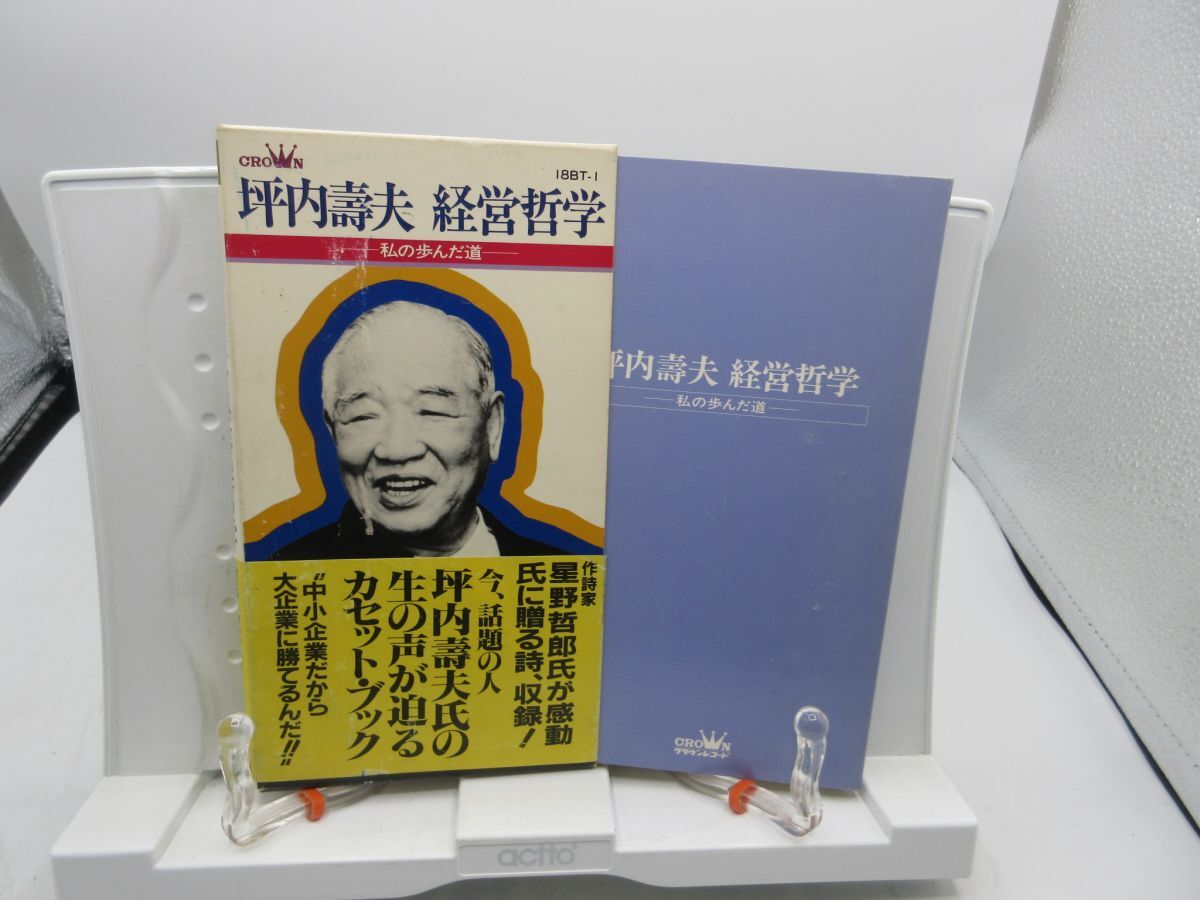 CROWN
18BT-1
坪内壽夫 経営哲学
私の歩んだ道
作詩家
星野哲郎氏が感動
氏に贈る詩、収録!
今、話題の人
坪内壽夫氏の
生の声が迫る
カセット・ブック
"中小企業だから
大企業に勝てるんだ!!"
坪内壽夫 経営哲学
私の歩んだ道
CROWN
クラウンレコード
actto